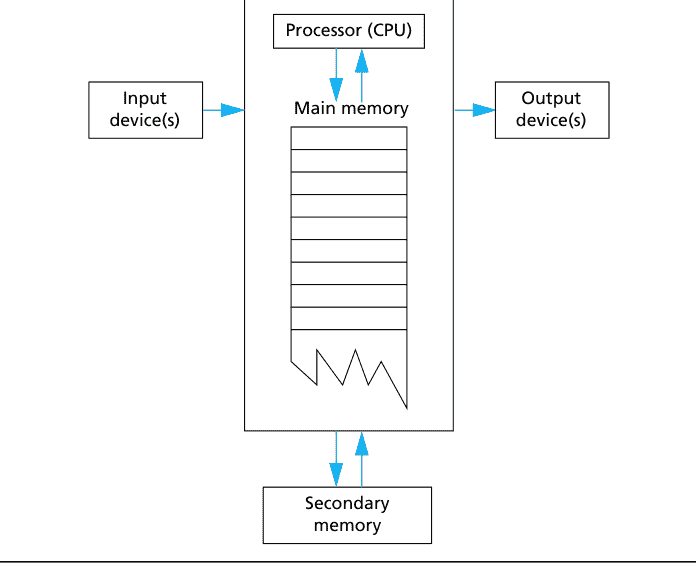 Processor (CPU)
Input
device(s)
Main memory
Output
device(s)
Secondary
memory